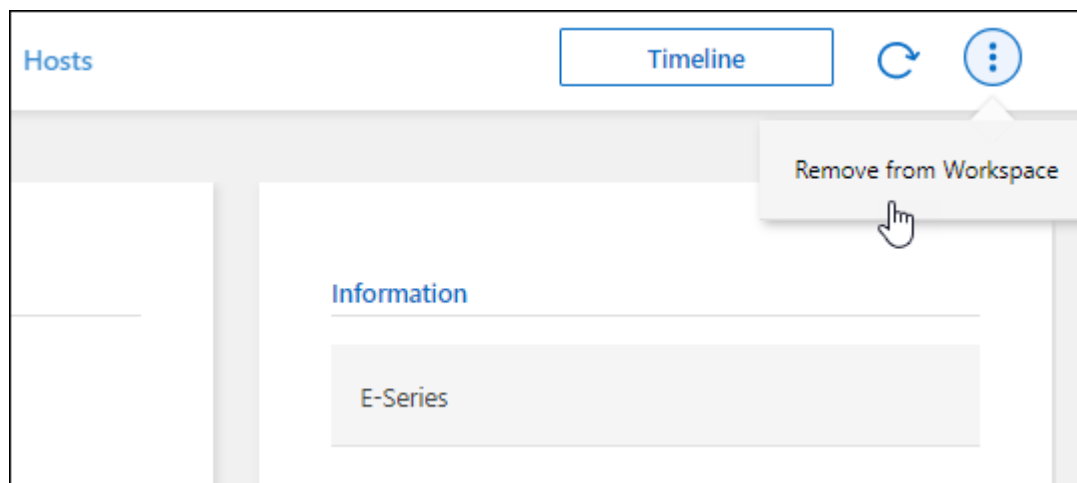 Hosts
Timeline
Remove from Workspace
Information
E-Series